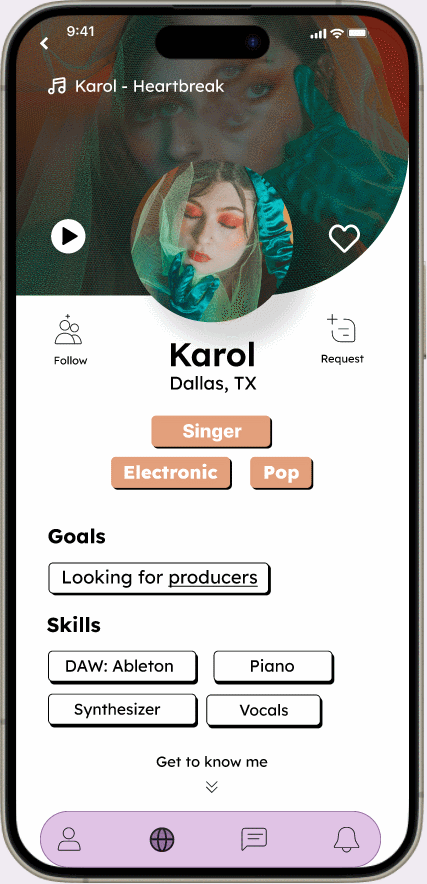 9:41
Karol - Heartbreak
Follow
Request
Karol
Dallas, TX
Singer
Electronic Pop
Goals
Looking for producers
Skills
DAW: Ableton Piano
Synthesizer Vocals
Get to know me